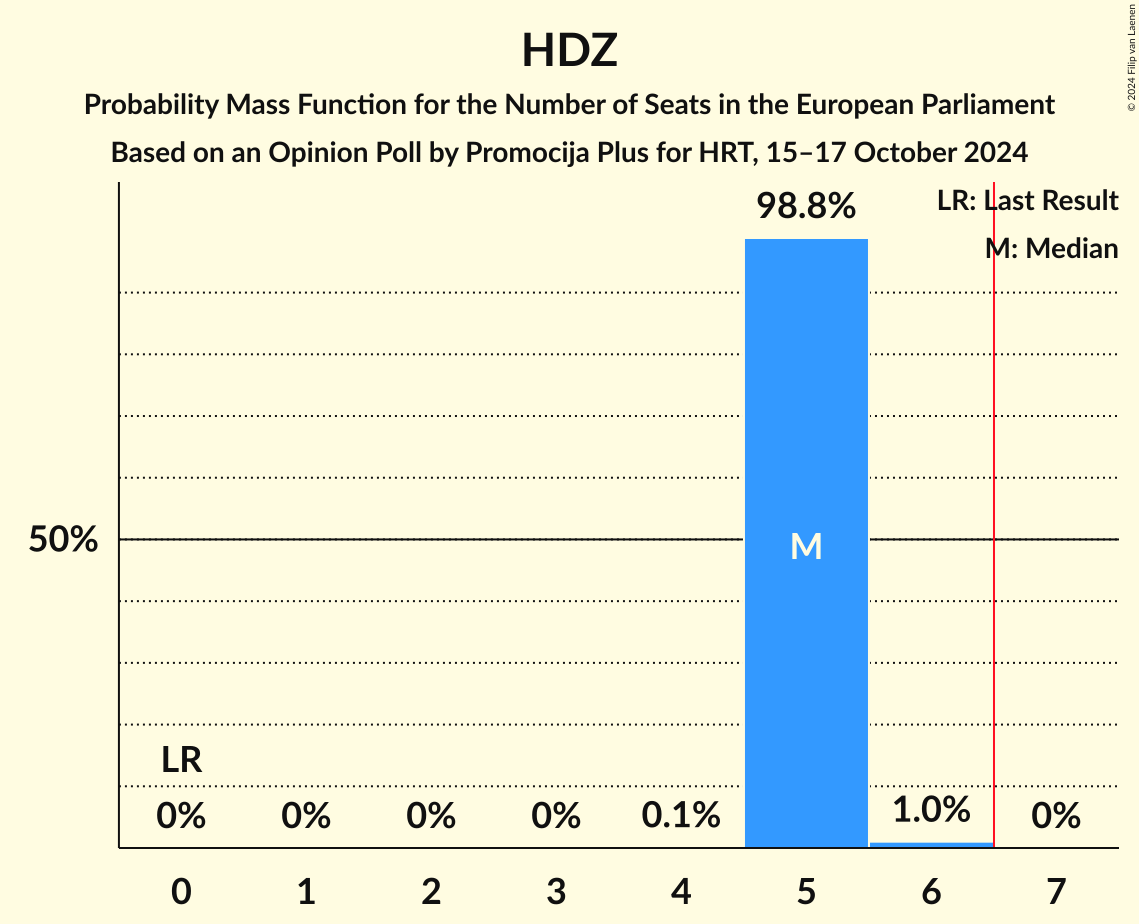 HDZ
Probability Mass Function for the Number of Seats in the European Parliament
Based on an Opinion Poll by Promocija Plus for HRT, 15–17 October 2024
© 2024 Filip van Laenen
98.8%
LR: Last Result
M: Median
50%
M
LR
0% 0% 0% 0% 0.1% 1.0% 0%
0 1 2 3 4 5 6 7